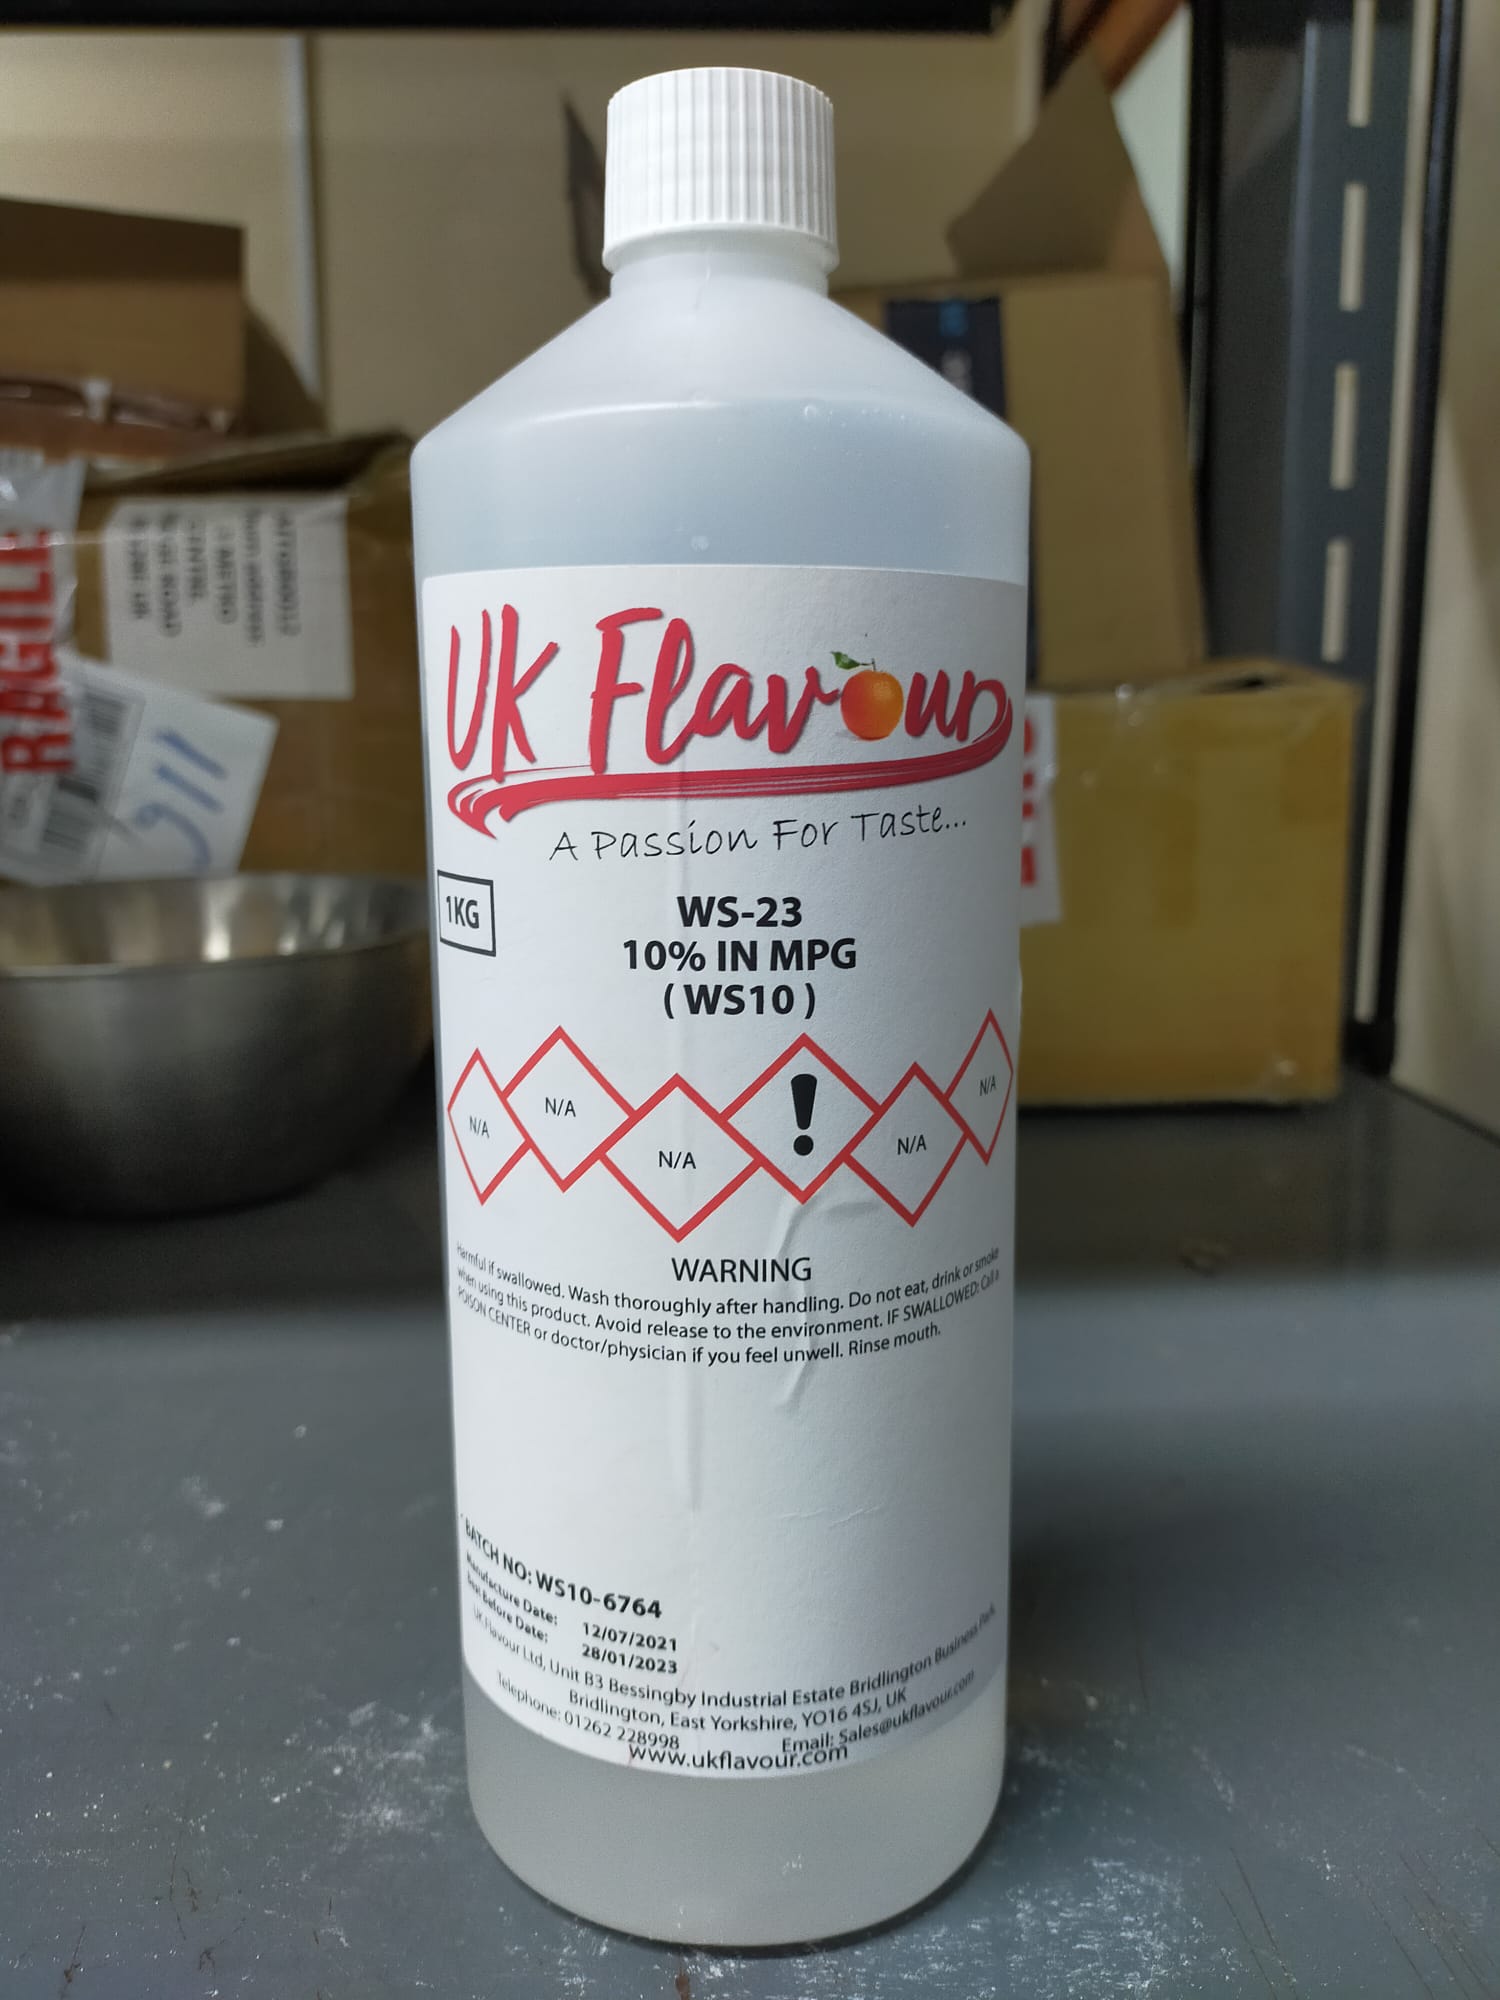 UK Flavour
A Passion For Taste...
1KG
WS-23
10% IN MPG
( WS10 )
N/A
N/A
N/A
!
N/A
N/A
WARNING
Harmful if swallowed. Wash thoroughly after handling. Do not eat, drink or smoke
when using this product. Avoid release to the environment. IF SWALLOWED: Call a
POISON CENTER or doctor/physician if you feel unwell. Rinse mouth.
BATCH NO: WS10-6764
Manufacture Date: 12/07/2021
Best Before Date: 28/01/2023
UK Flavour Ltd, Unit B3 Bessingby Industrial Estate Bridlington Business Park,
Bridlington, East Yorkshire, YO16 4SJ, UK
Telephone: 01262 228998 Email: Sales@ukflavour.com
www.ukflavour.com
FRAGILE